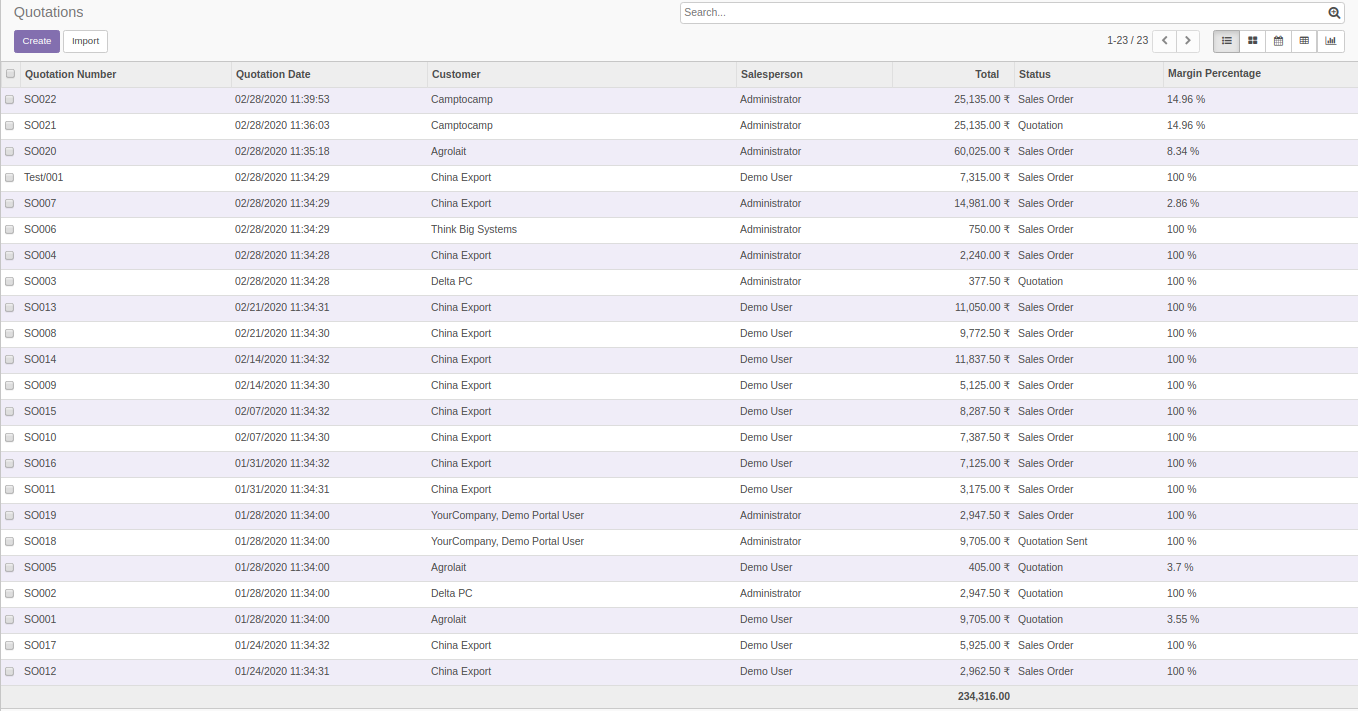 Quotations
Search...
Create Import 1-23 / 23
Quotation Number Quotation Date Customer Salesperson Total Status Margin Percentage
SO022 02/28/2020 11:39:53 Camptocamp Administrator 25,135.00 ₹ Sales Order 14.96 %
SO021 02/28/2020 11:36:03 Camptocamp Administrator 25,135.00 ₹ Quotation 14.96 %
SO020 02/28/2020 11:35:18 Agrolait Administrator 60,025.00 ₹ Sales Order 8.34 %
Test/001 02/28/2020 11:34:29 China Export Demo User 7,315.00 ₹ Sales Order 100 %
SO007 02/28/2020 11:34:29 China Export Administrator 14,981.00 ₹ Sales Order 2.86 %
SO006 02/28/2020 11:34:29 Think Big Systems Administrator 750.00 ₹ Sales Order 100 %
SO004 02/28/2020 11:34:28 China Export Administrator 2,240.00 ₹ Sales Order 100 %
SO003 02/28/2020 11:34:28 Delta PC Administrator 377.50 ₹ Quotation 100 %
SO013 02/21/2020 11:34:31 China Export Demo User 11,050.00 ₹ Sales Order 100 %
SO008 02/21/2020 11:34:30 China Export Demo User 9,772.50 ₹ Sales Order 100 %
SO014 02/14/2020 11:34:32 China Export Demo User 11,837.50 ₹ Sales Order 100 %
SO009 02/14/2020 11:34:30 China Export Demo User 5,125.00 ₹ Sales Order 100 %
SO015 02/07/2020 11:34:32 China Export Demo User 8,287.50 ₹ Sales Order 100 %
SO010 02/07/2020 11:34:30 China Export Demo User 7,387.50 ₹ Sales Order 100 %
SO016 01/31/2020 11:34:32 China Export Demo User 7,125.00 ₹ Sales Order 100 %
SO011 01/31/2020 11:34:31 China Export Demo User 3,175.00 ₹ Sales Order 100 %
SO019 01/28/2020 11:34:00 YourCompany, Demo Portal User Administrator 2,947.50 ₹ Sales Order 100 %
SO018 01/28/2020 11:34:00 YourCompany, Demo Portal User Administrator 9,705.00 ₹ Quotation Sent 100 %
SO005 01/28/2020 11:34:00 Agrolait Demo User 405.00 ₹ Quotation 3.7 %
SO002 01/28/2020 11:34:00 Delta PC Administrator 2,947.50 ₹ Quotation 100 %
SO001 01/28/2020 11:34:00 Agrolait Demo User 9,705.00 ₹ Quotation 3.55 %
SO017 01/24/2020 11:34:32 China Export Demo User 5,925.00 ₹ Sales Order 100 %
SO012 01/24/2020 11:34:31 China Export Demo User 2,962.50 ₹ Sales Order 100 %
234,316.00